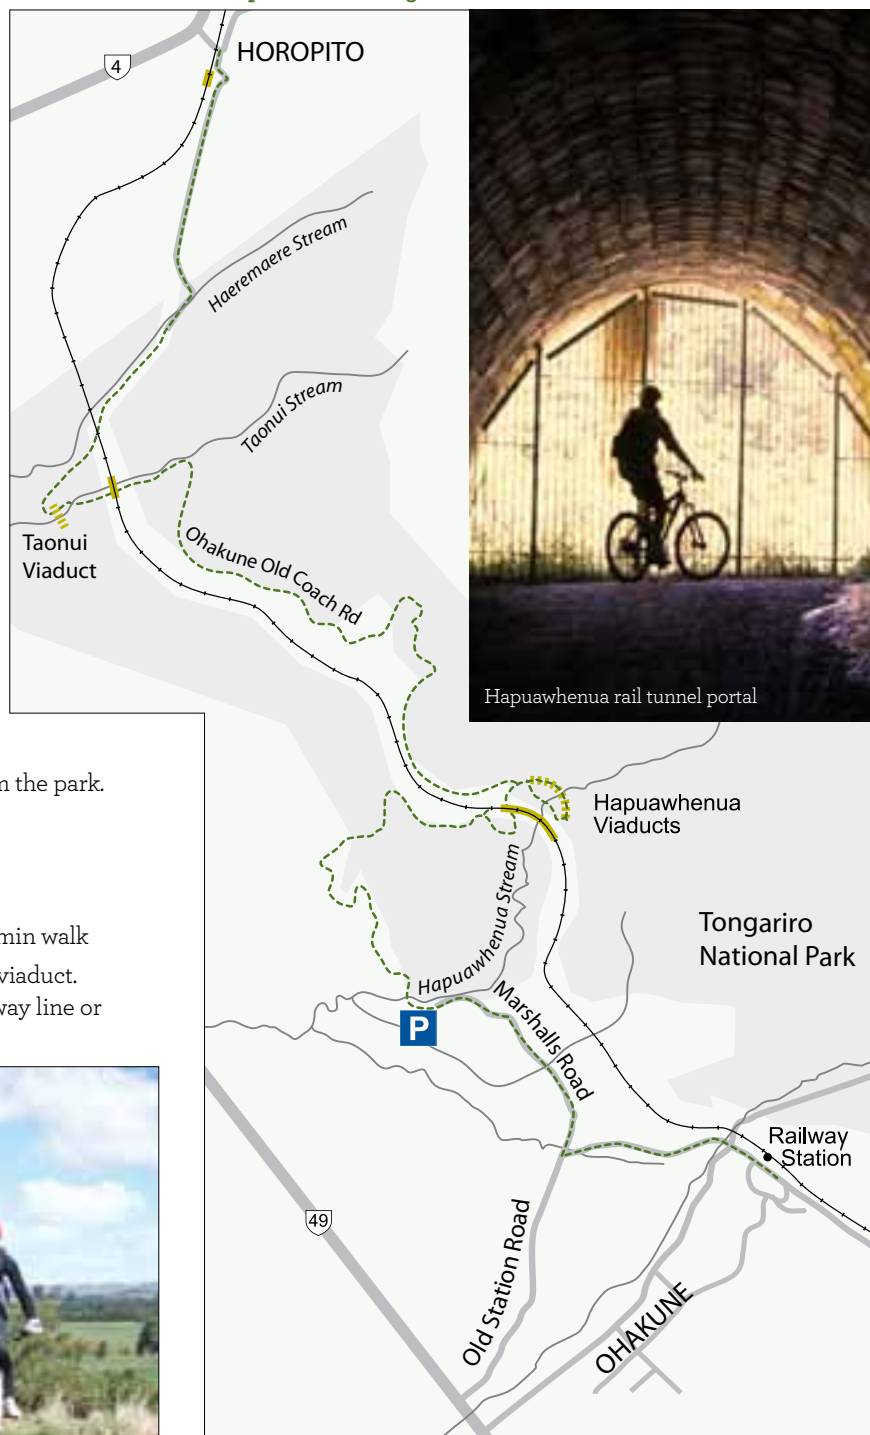 HOROPITO
4
Haeremaere Stream
Taonui Stream
Taonui
Viaduct
Ohakune Old Coach Rd
Hapuawhenua rail tunnel portal
the park.
Hapuawhenua
Viaducts
min walk
viaduct.
way line or
Hapuawhenua Stream
Tongariro
National Park
P
Marshalls Road
Railway
Station
49
Old Station Road
OHAKUNE